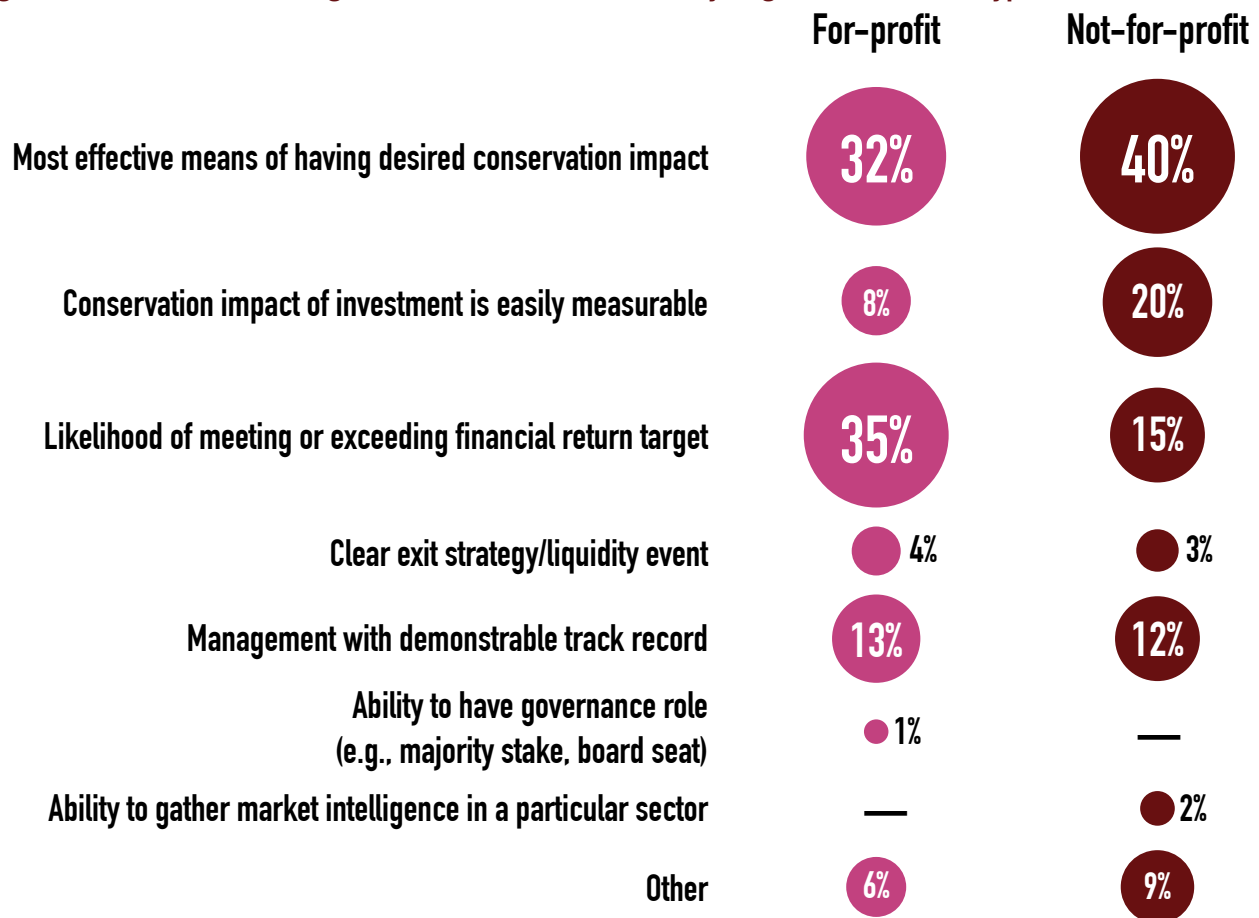 For-profit Not-for-profit
Most effective means of having desired conservation impact 32% 40%
Conservation impact of investment is easily measurable 8% 20%
Likelihood of meeting or exceeding financial return target 35% 15%
Clear exit strategy/liquidity event 4% 3%
Management with demonstrable track record 13% 12%
Ability to have governance role
(e.g., majority stake, board seat) 1% —
Ability to gather market intelligence in a particular sector — 2%
Other 6% 9%